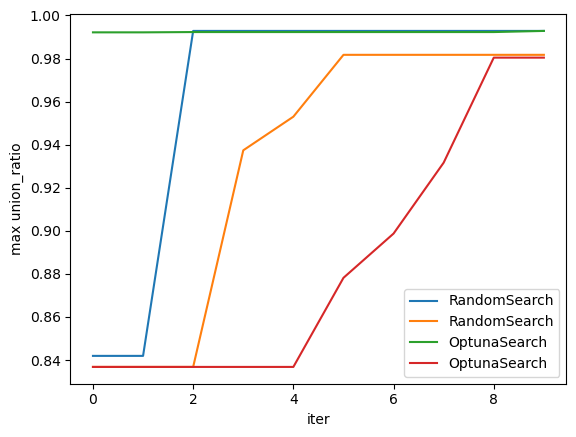 1.00
0.98
0.96
0.94
0.92
0.90
0.88
0.86
0.84
max union_ratio
RandomSearch
RandomSearch
OptunaSearch
OptunaSearch
0 2 4 6 8
iter